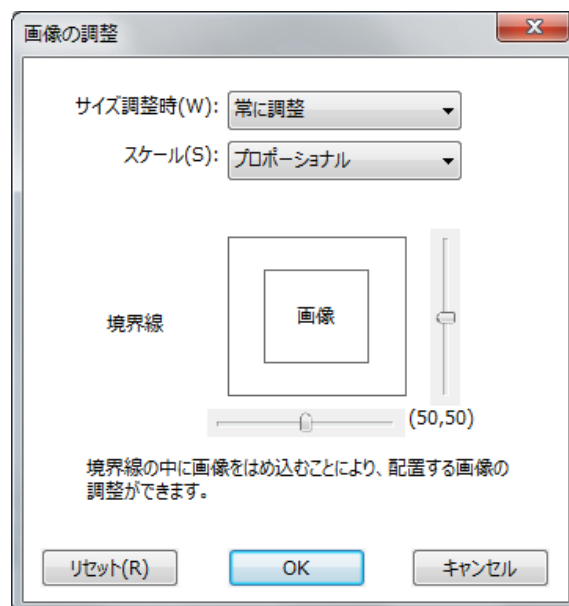 画像の調整
サイズ調整時(W): 常に調整
スケール(S): プロポーショナル
画像
境界線
(50,50)
境界線の中に画像をはめ込むことにより、配置する画像の
調整ができます。
リセット(R) OK キャンセル